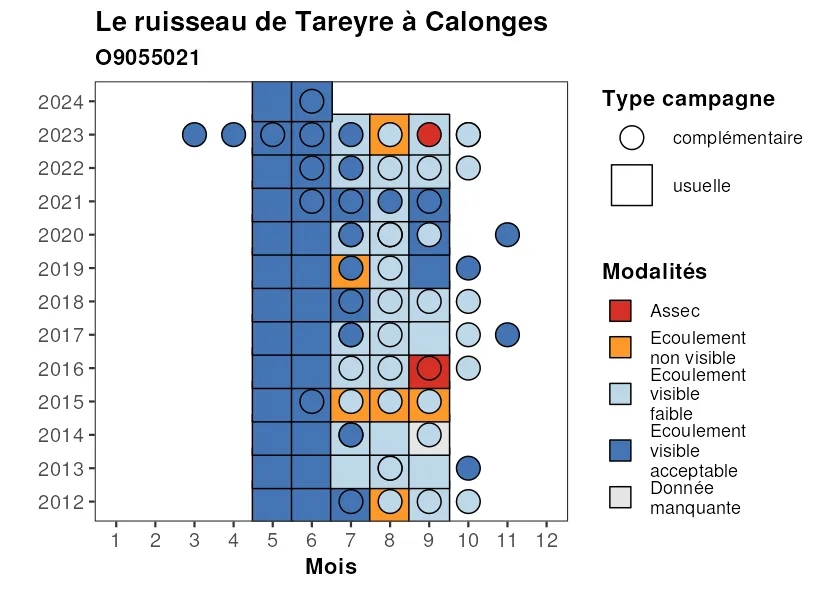 Le ruisseau de Tareyre à Calonges
O9055021
2024
2023
2022
2021
2020
2019
2018
2017
2016
2015
2014
2013
2012
1 2 3 4 5 6 7 8 9 10 11 12
Mois
Type campagne
complémentaire
usuelle
Modalités
Assec
Ecoulement
non visible
Ecoulement
visible
faible
Ecoulement
visible
acceptable
Donnée
manquante